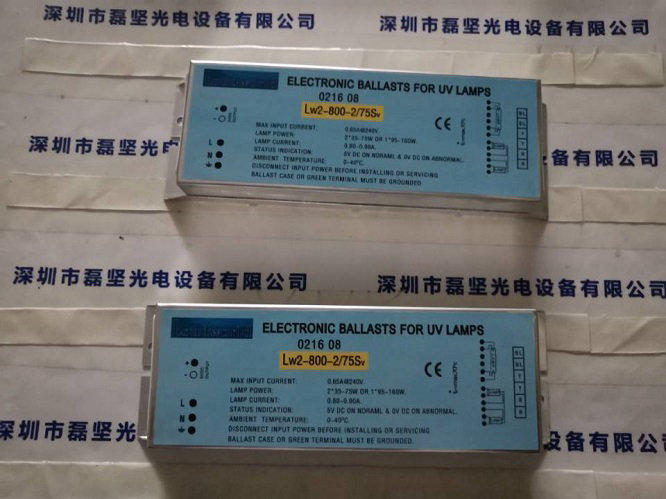 深圳市磊坚光电设备有限公司
深圳市磊坚光电设备有限公司
ELECTRONIC BALLASTS FOR UV LAMPS
0216 08
Lw2-800-2/75Sv
MAX INPUT CURRENT: 0.65A@240V.
LAMP POWER: 2*35-75W OR 1*95-160W.
LAMP CURRENT: 0.80-0.90A.
STATUS INDICATION: 5V DC ON NORAML & 0V DC ON ABNORMAL.
AMBIENT TEMPERATURE: 0-40℃.
DISCONNECT INPUT POWER BEFORE INSTALLING OR SERVICING
BALLAST CASE OR GREEN TERMINAL MUST BE GROUNDED.
L
N
CE
深圳市磊坚光电设
备有限公司
深圳市磊坚光电设备有限公司
深圳市磊坚光电设备有限公司
ELECTRONIC BALLASTS FOR UV LAMPS
0216 08
Lw2-800-2/75Sv
MAX INPUT CURRENT: 0.65A@240V.
LAMP POWER: 2*35-75W OR 1*95-160W.
LAMP CURRENT: 0.80-0.90A.
STATUS INDICATION: 5V DC ON NORAML & 0V DC ON ABNORMAL.
AMBIENT TEMPERATURE: 0-40℃.
DISCONNECT INPUT POWER BEFORE INSTALLING OR SERVICING
BALLAST CASE OR GREEN TERMINAL MUST BE GROUNDED.
L
N
CE
深圳市磊坚光
设备有限公司